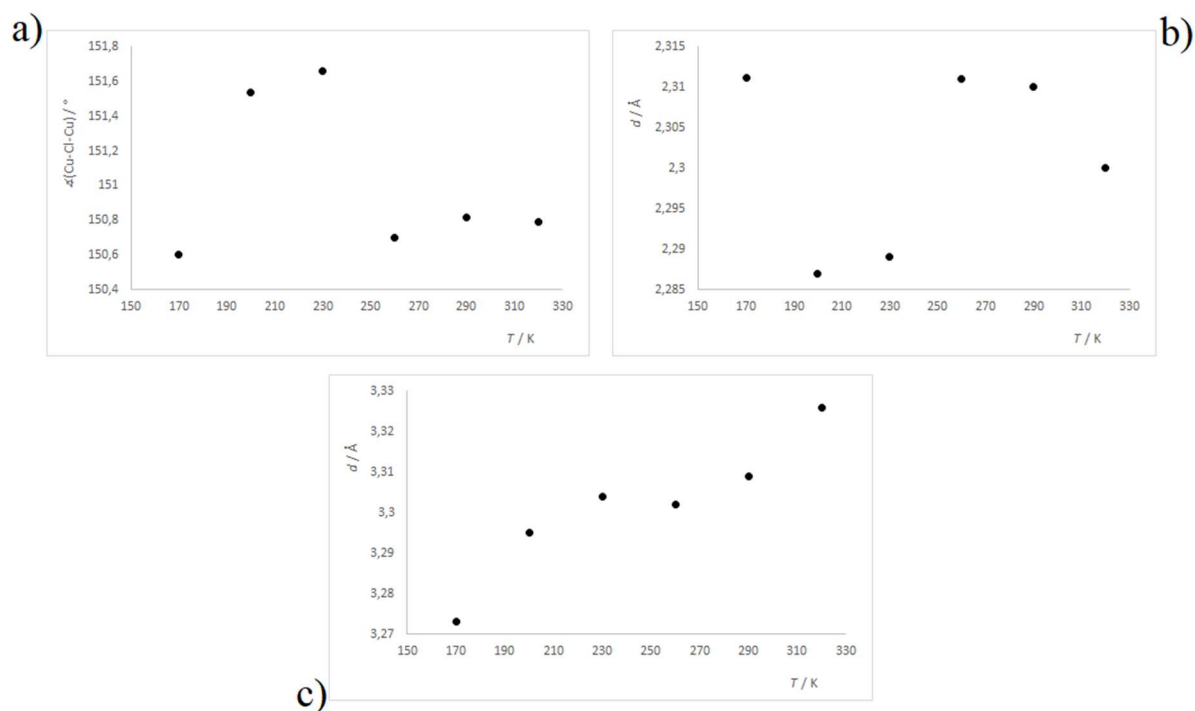 a)
151,8
151,6
151,4
151,2
151
150,8
150,6
150,4
∡(Cu-Cl-Cu) / °
150 170 190 210 230 250 270 290 310 330
T / K
b)
2,315
2,31
2,305
2,3
2,295
2,29
2,285
d / Å
150 170 190 210 230 250 270 290 310 330
T / K
c)
3,33
3,32
3,31
3,3
3,29
3,28
3,27
d / Å
150 170 190 210 230 250 270 290 310 330
T / K